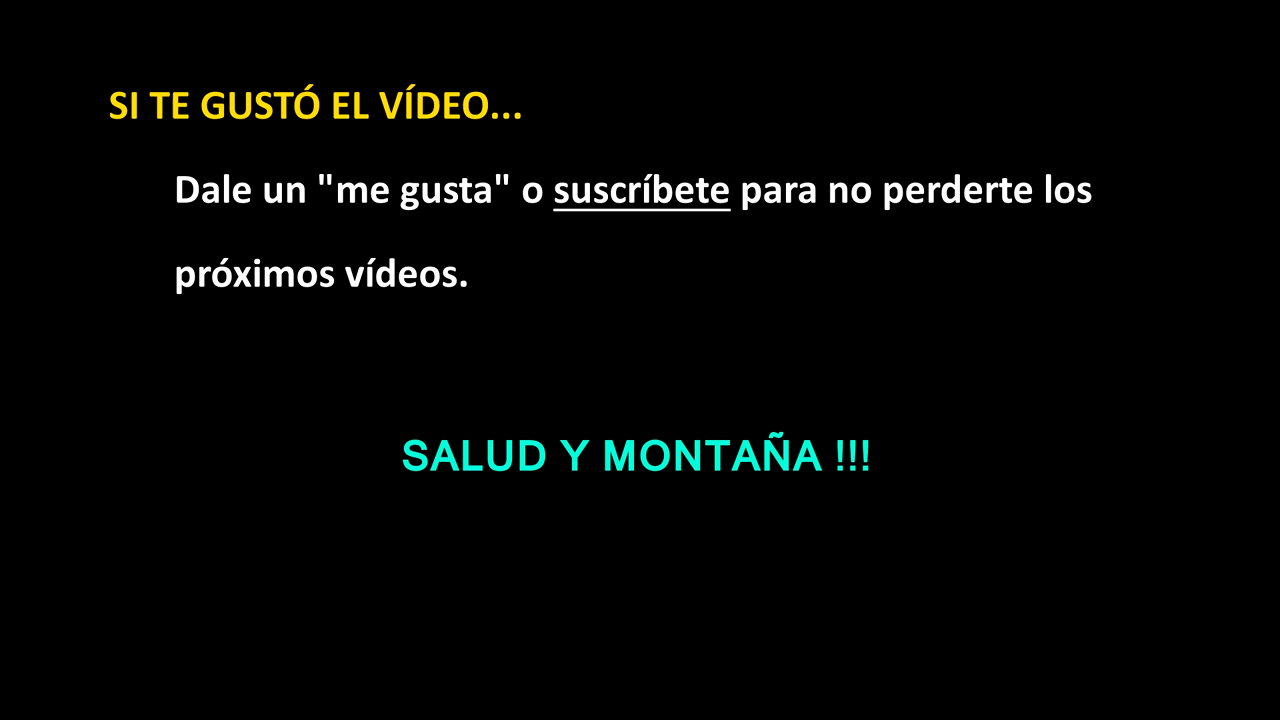 SI TE GUSTÓ EL VÍDEO...
Dale un "me gusta" o suscríbete para no perderte los
próximos vídeos.
SALUD Y MONTAÑA !!!